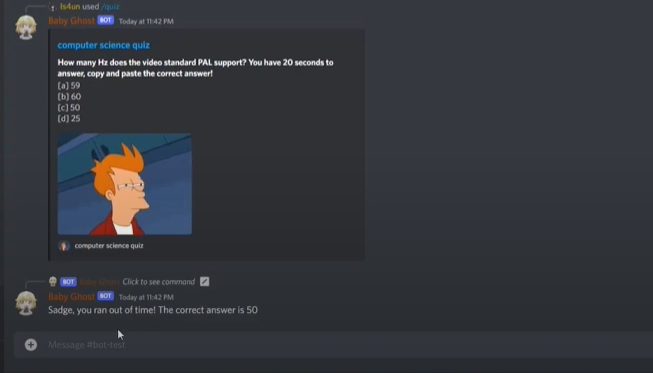 ls4un used /quiz
Baby Ghost BOT Today at 11:42 PM
computer science quiz
How many Hz does the video standard PAL support? You have 20 seconds to
answer, copy and paste the correct answer!
[a] 59
[b] 60
[c] 50
[d] 25
computer science quiz
BOT Baby Ghost Click to see command
Baby Ghost BOT Today at 11:42 PM
Sadge, you ran out of time! The correct answer is 50
Message #bot-test